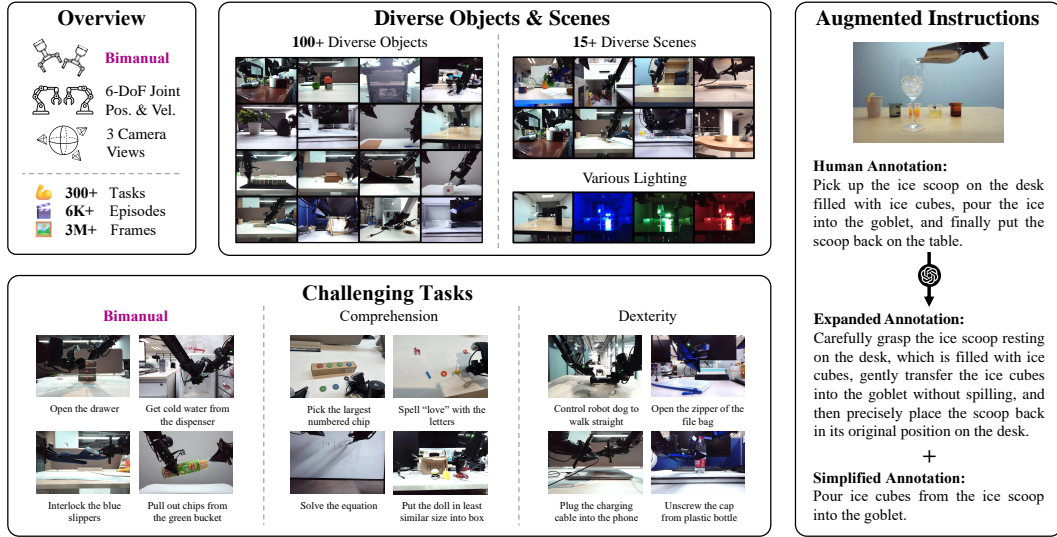 Overview
Bimanual
6-DoF Joint
Pos. & Vel.
3 Camera
Views
300+ Tasks
6K+ Episodes
3M+ Frames
Diverse Objects & Scenes
100+ Diverse Objects
15+ Diverse Scenes
Various Lighting
Challenging Tasks
Bimanual
Open the drawer
Get cold water from
the dispenser
Interlock the blue
slippers
Pull out chips from
the green bucket
Comprehension
Pick the largest
numbered chip
Spell “love” with the
letters
Solve the equation
Put the doll in least
similar size into box
Dexterity
Control robot dog to
walk straight
Open the zipper of the
file bag
Plug the charging
cable into the phone
Unscrew the cap
from plastic bottle
Augmented Instructions
Human Annotation:
Pick up the ice scoop on the desk
filled with ice cubes, pour the ice
into the goblet, and finally put the
scoop back on the table.
Expanded Annotation:
Carefully grasp the ice scoop resting
on the desk, which is filled with ice
cubes, gently transfer the ice cubes
into the goblet without spilling, and
then precisely place the scoop back
in its original position on the desk.
+
Simplified Annotation:
Pour ice cubes from the ice scoop
into the goblet.